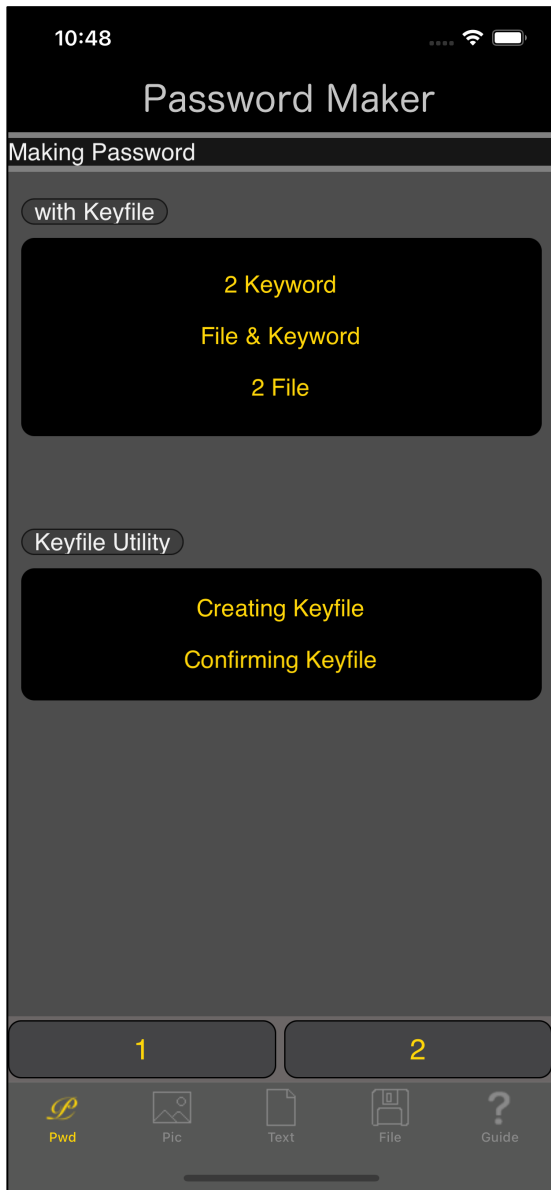 10:48
Password Maker
Making Password
with Keyfile
2 Keyword
File & Keyword
2 File
Keyfile Utility
Creating Keyfile
Confirming Keyfile
1 2
Pwd Pic Text File Guide